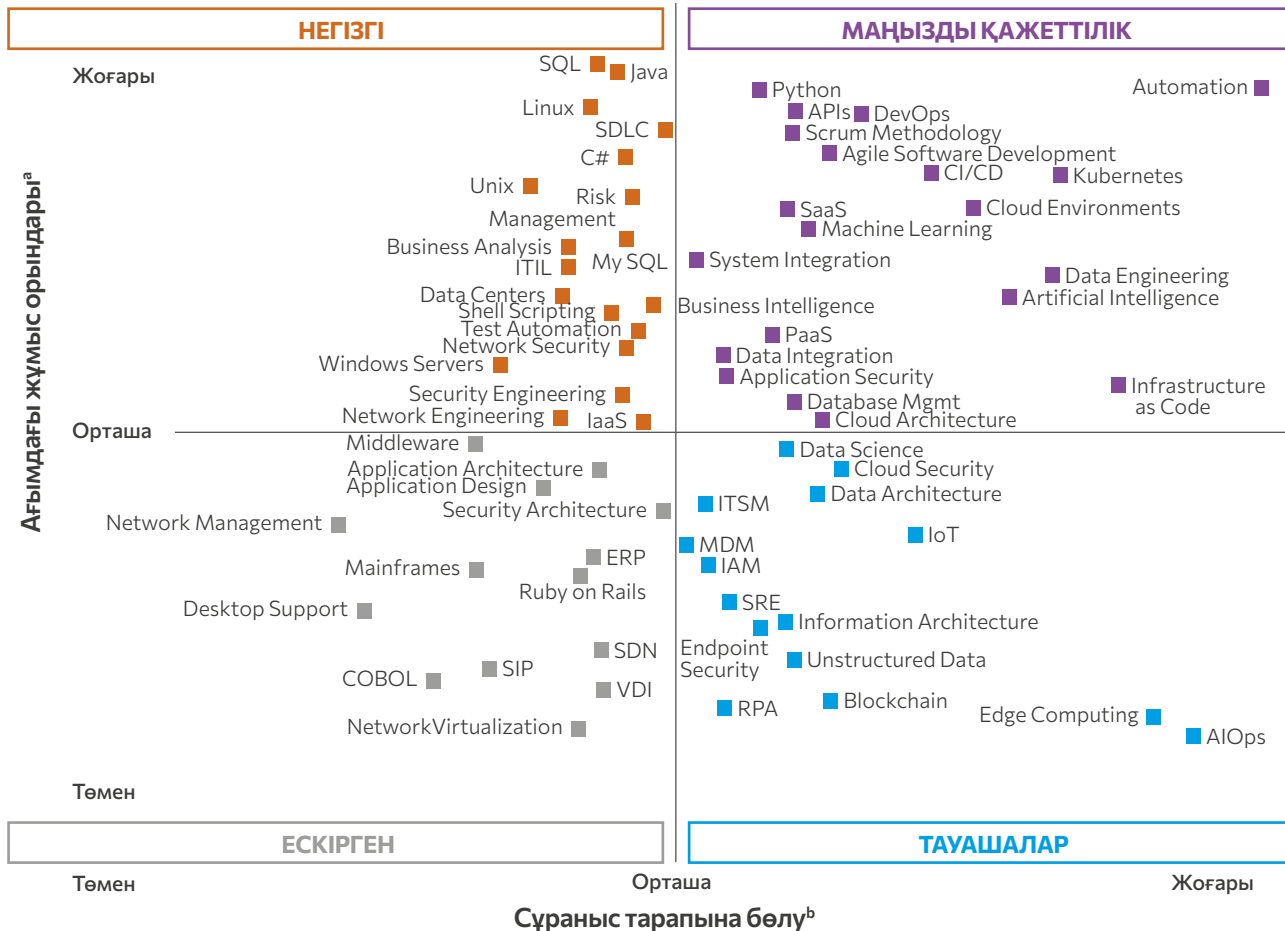 НЕГІЗГІ
МАҢЫЗДЫ ҚАЖЕТТІЛІК
Жоғары
SQL
Java
Linux
SDLC
C#
Unix
Risk
Management
Business Analysis
My SQL
ITIL
Data Centers
Shell Scripting
Business Intelligence
Test Automation
Network Security
Windows Servers
Security Engineering
Network Engineering
IaaS
Python
Automation
APIs
DevOps
Scrum Methodology
Agile Software Development
CI/CD
Kubernetes
SaaS
Cloud Environments
Machine Learning
System Integration
Data Engineering
Artificial Intelligence
PaaS
Data Integration
Application Security
Infrastructure
as Code
Database Mgmt
Cloud Architecture
Ағымдағы жұмыс орындарыᵃ
Орташа
Middleware
Application Architecture
Application Design
Security Architecture
Network Management
ERP
Mainframes
Ruby on Rails
Desktop Support
SDN
SIP
COBOL
VDI
NetworkVirtualization
Data Science
Cloud Security
Data Architecture
ITSM
IoT
MDM
IAM
SRE
Information Architecture
Endpoint
Security
Unstructured Data
Blockchain
RPA
Edge Computing
AIOps
Төмен
ЕСКІРГЕН
ТАУАШАЛАР
Төмен
Орташа
Жоғары
Сұраныс тарапына бөлуᵇ